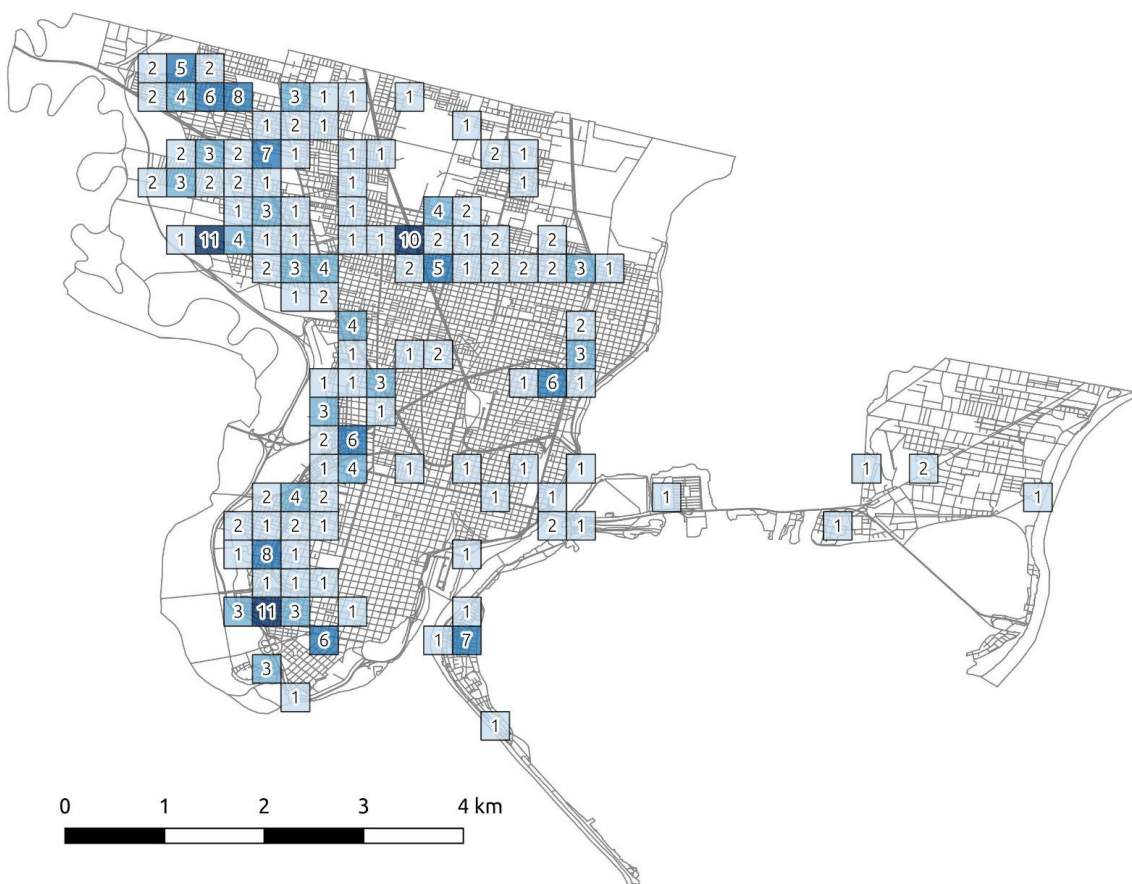 2 5 2
2 4 6 8 3 1 1 1
1 2 1 1
2 3 2 7 1 1 1 2 1
2 3 2 2 1 1 1
1 3 1 1 4 2
1 11 4 1 1 1 1 10 2 1 2 2
2 3 4 2 5 1 2 2 2 3 1
1 2
4 2
1 1 2 3
1 1 3 1 6 1
3 1
2 6
1 4 1 1 1 1 1 2
2 4 2 1 1 1 1
2 1 2 1 2 1 1
1 8 1 1
1 1 1
3 11 3 1 1
6 1 7
3
1
1
0 1 2 3 4 km